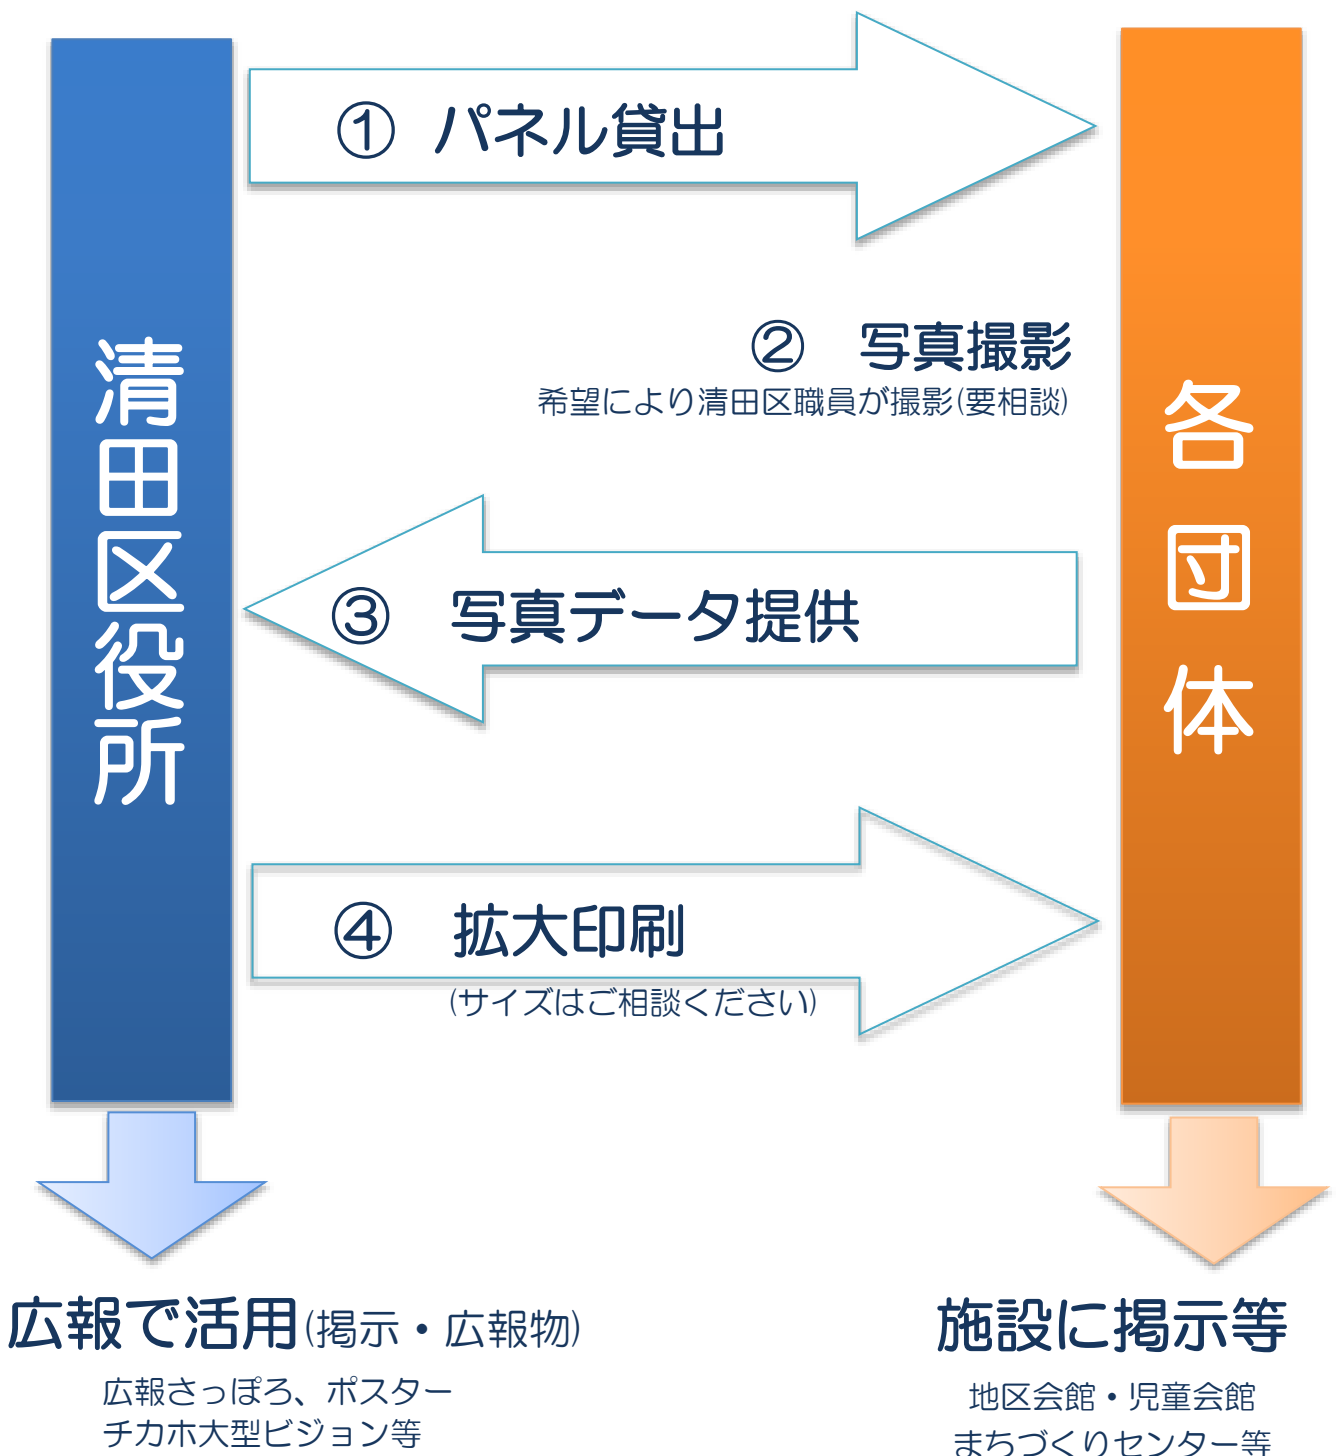 清田区役所
① パネル貸出
② 写真撮影
希望により清田区職員が撮影(要相談)
③ 写真データ提供
④ 拡大印刷
(サイズはご相談ください)
各団体
広報で活用(掲示・広報物)
広報さっぽろ、ポスター
チカホ大型ビジョン等
施設に掲示等
地区会館・児童会館
まちづくりセンター等